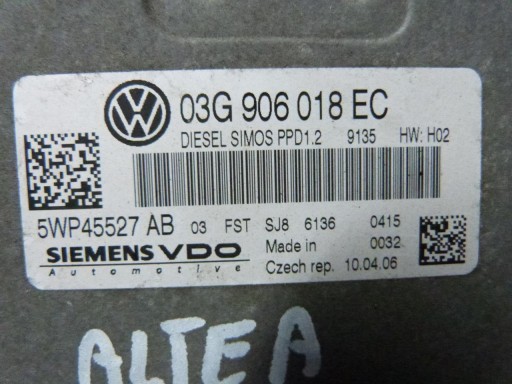 03G 906 018 EC
DIESEL SIMOS PPD1.2 9135 HW: H02
5WP45527 AB 03 FST SJ8 6136 0415
SIEMENS VDO Made in 0032
Automotive Czech rep. 10.04.06
ALTEA